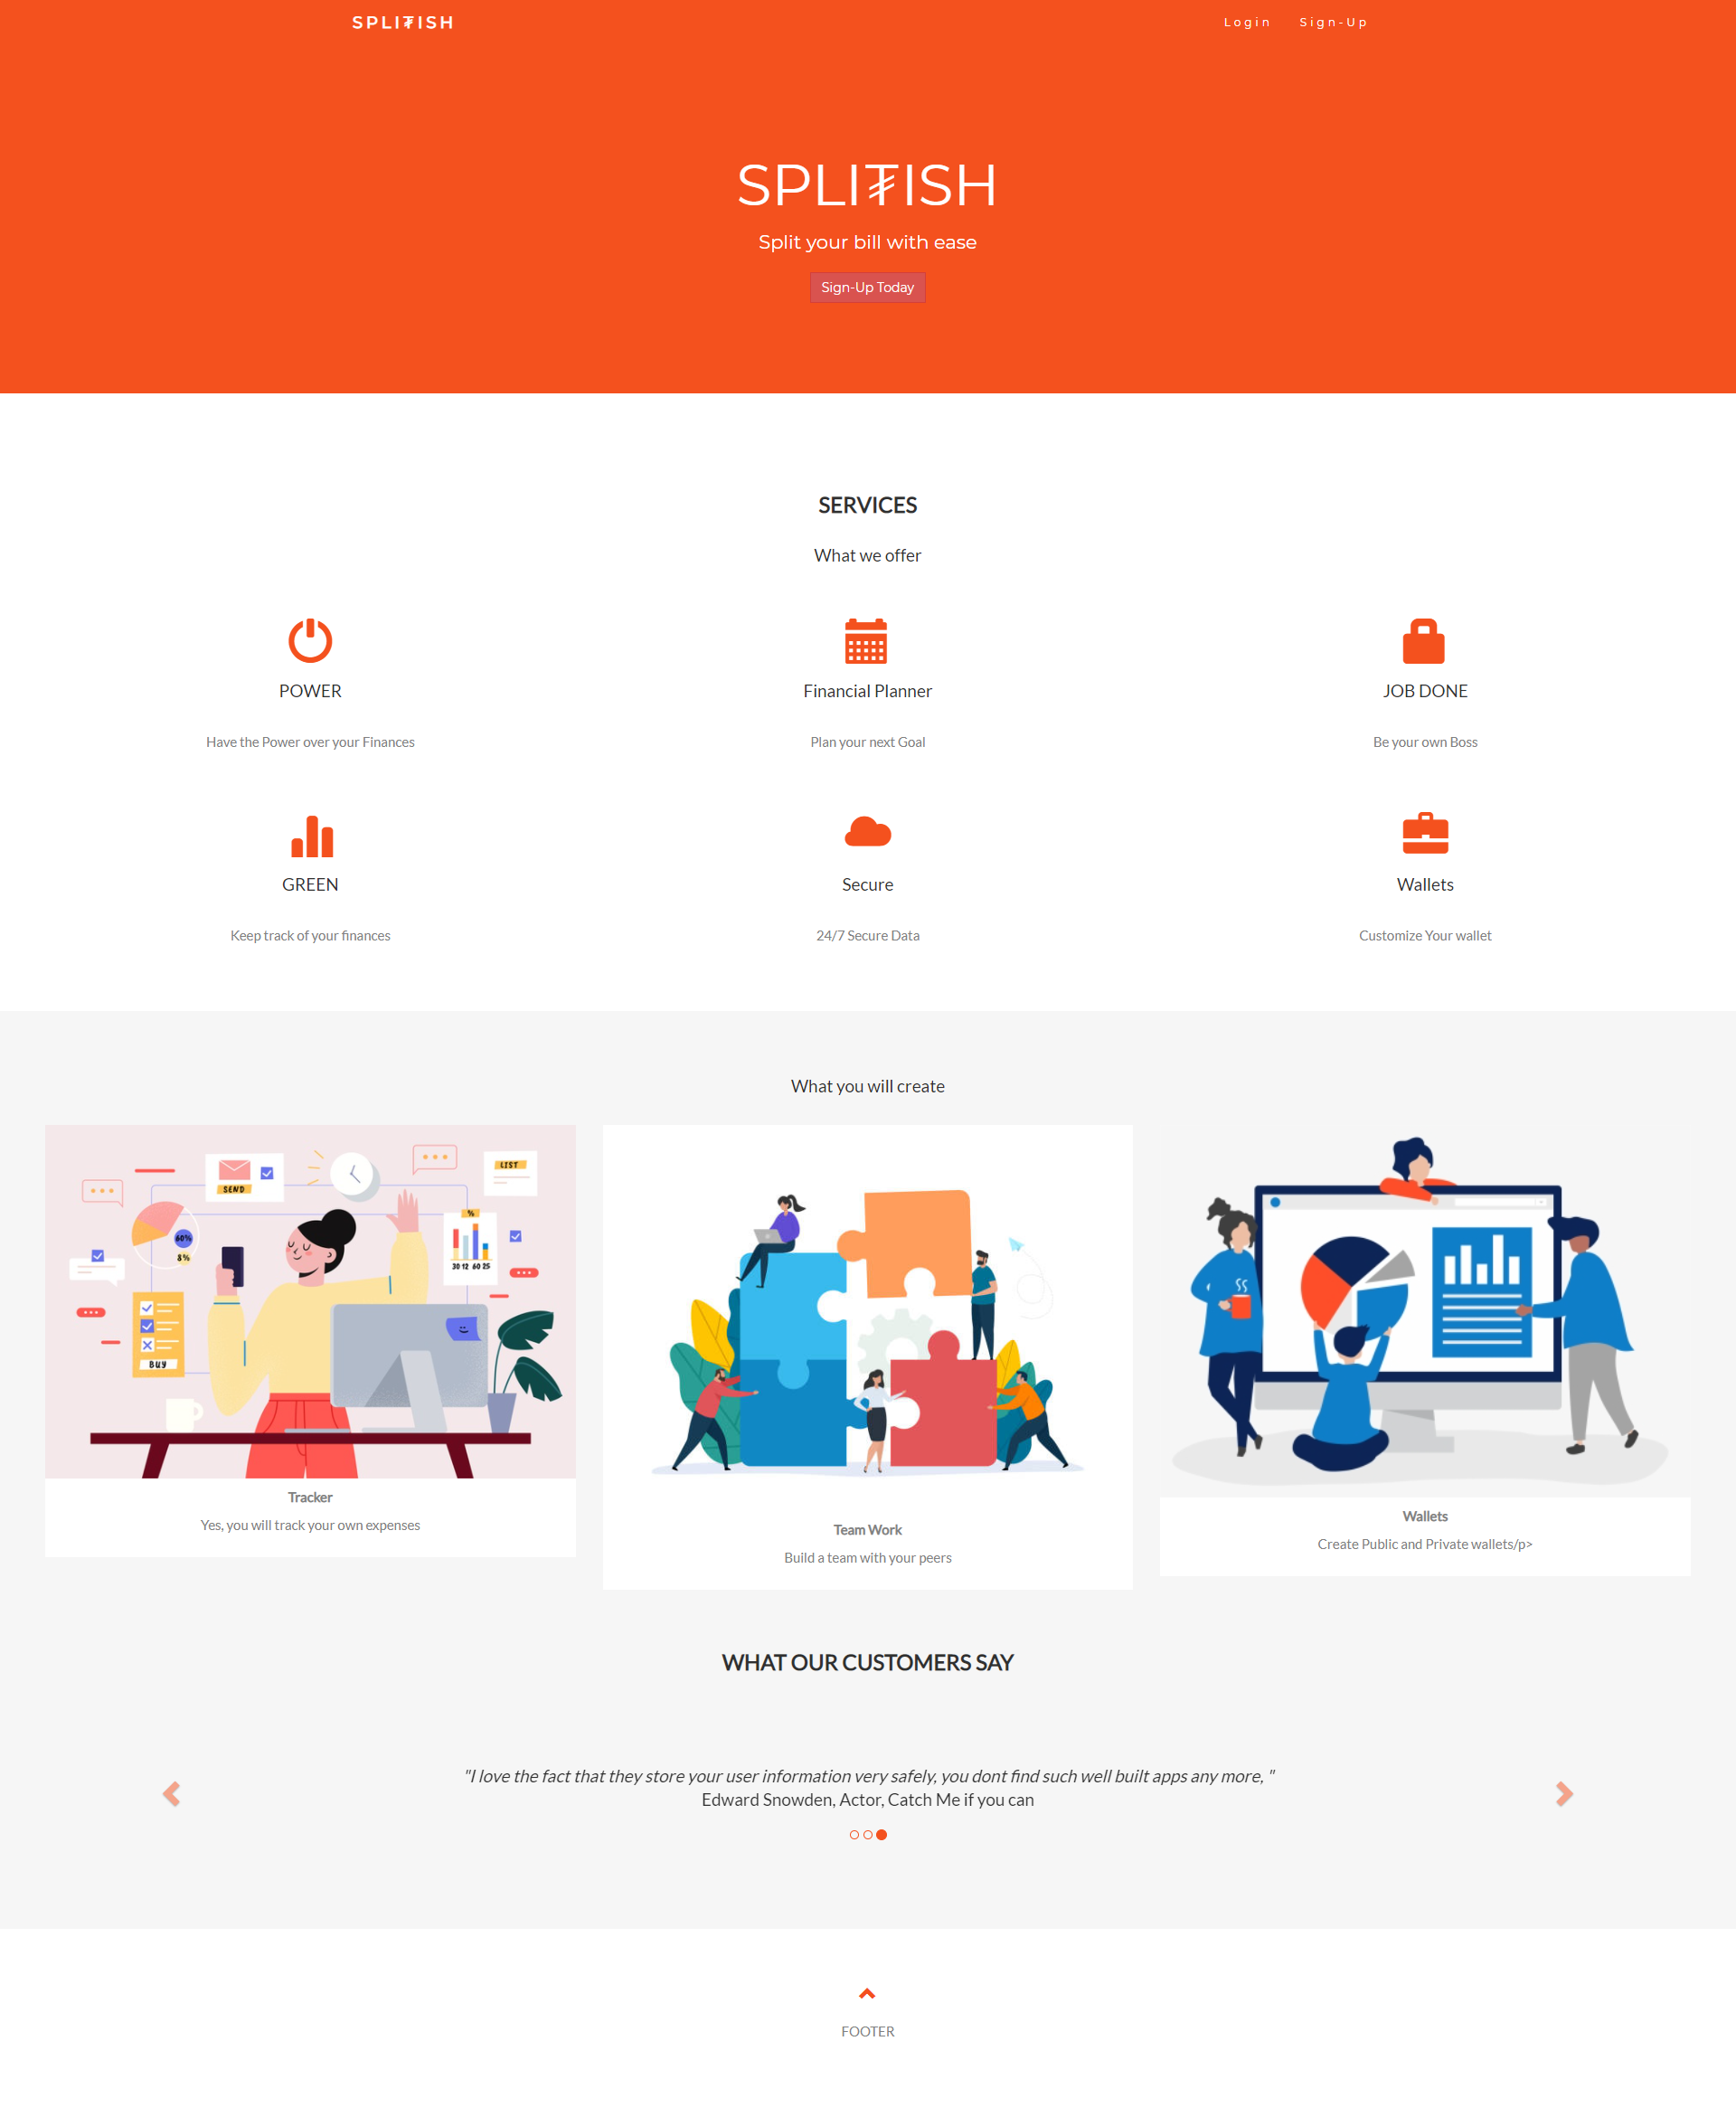 SPLI₮ISH
Login Sign-Up
SPLI₮ISH
Split your bill with ease
Sign-Up Today
SERVICES
What we offer
POWER
Have the Power over your Finances
Financial Planner
Plan your next Goal
JOB DONE
Be your own Boss
GREEN
Keep track of your finances
Secure
24/7 Secure Data
Wallets
Customize Your wallet
What you will create
SEND
LIST
60%
8%
%
30 12 60 25
BUY
Tracker
Yes, you will track your own expenses
Team Work
Build a team with your peers
Wallets
Create Public and Private wallets/p>
WHAT OUR CUSTOMERS SAY
"I love the fact that they store your user information very safely, you dont find such well built apps any more, "
Edward Snowden, Actor, Catch Me if you can
FOOTER